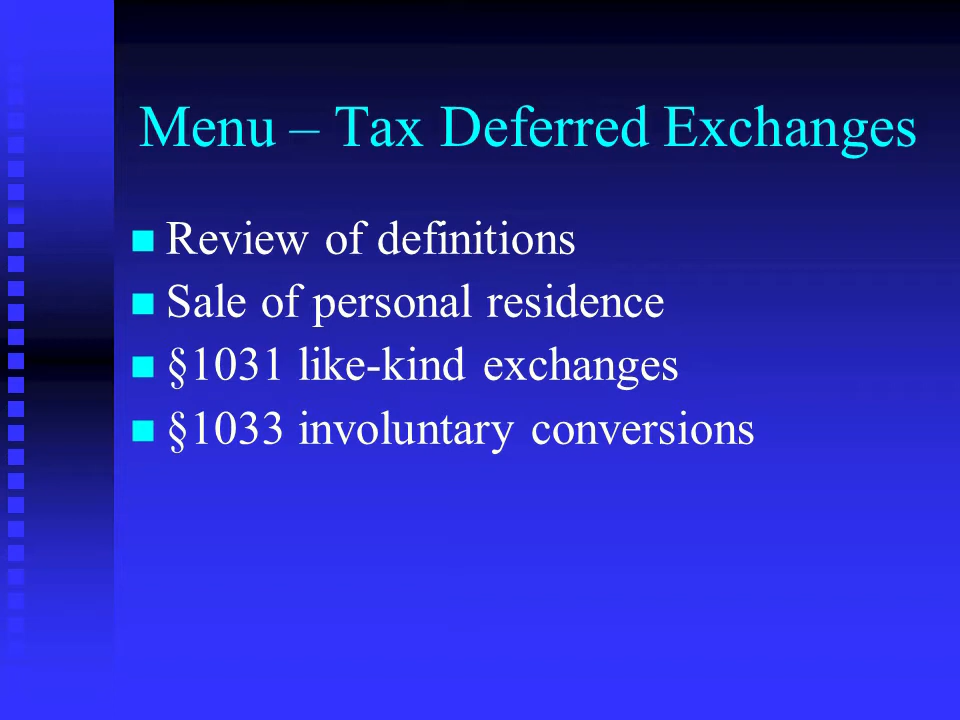 Menu – Tax Deferred Exchanges
Review of definitions
Sale of personal residence
§1031 like-kind exchanges
§1033 involuntary conversions